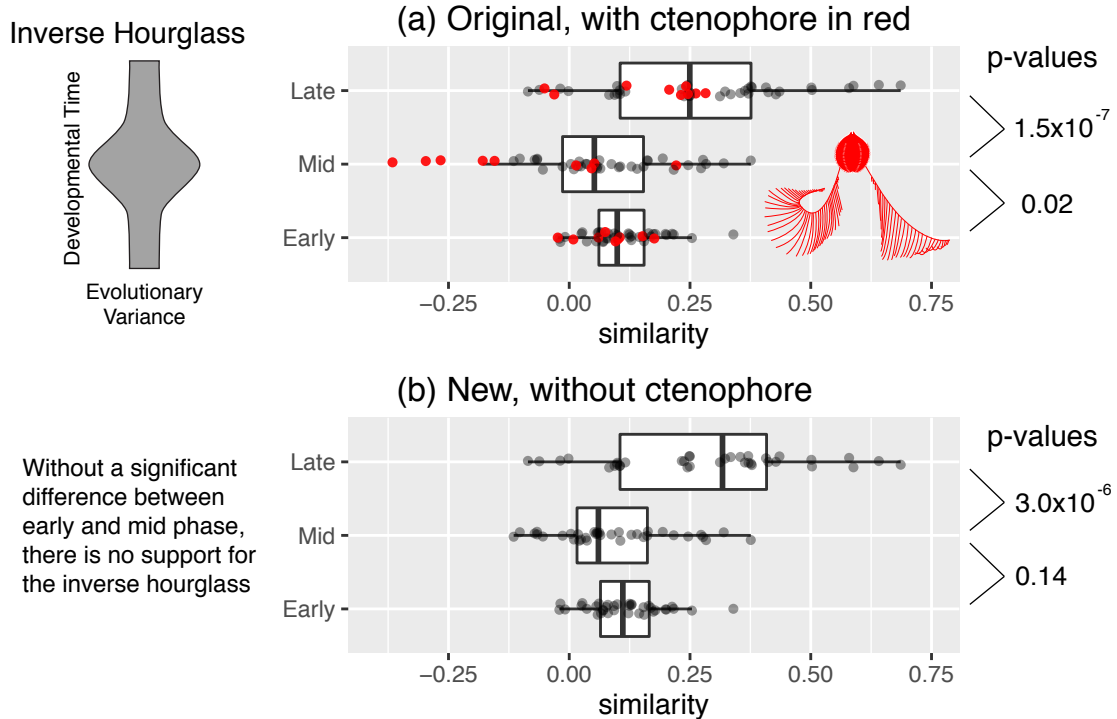 Inverse Hourglass
Developmental Time
Evolutionary
Variance
(a) Original, with ctenophore in red
Late
Mid
Early
−0.25
0.00
0.25
0.50
0.75
similarity
p-values
1.5x10⁻⁷
0.02
Without a significant
difference between
early and mid phase,
there is no support for
the inverse hourglass
(b) New, without ctenophore
Late
Mid
Early
−0.25
0.00
0.25
0.50
0.75
similarity
p-values
3.0x10⁻⁶
0.14